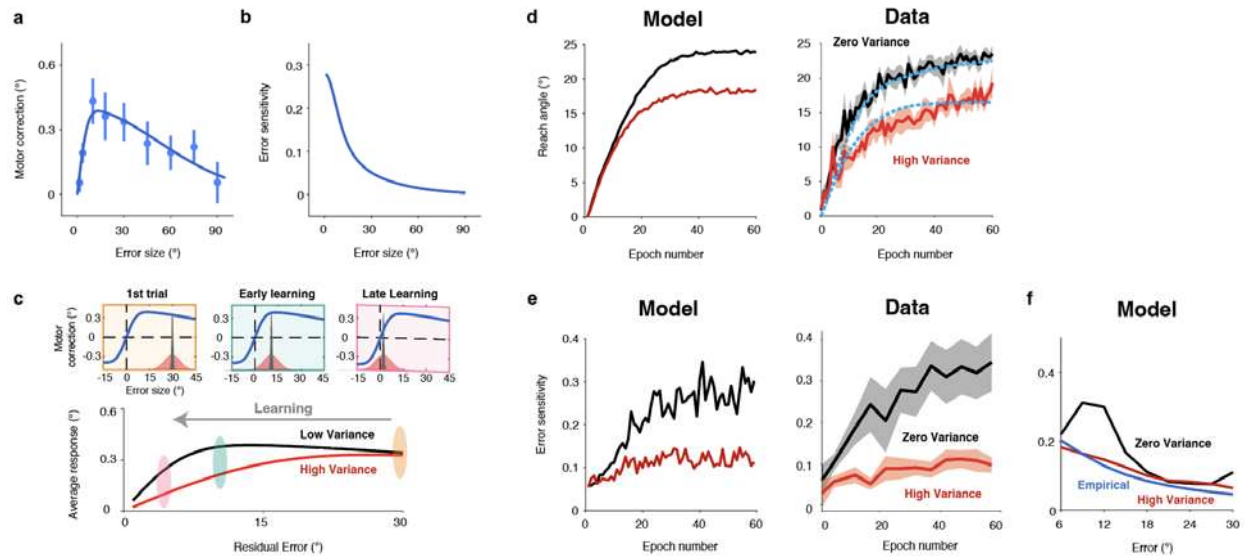 a
Motor correction (°)
0.6
0.3
0
0
30
60
90
Error size (°)
b
Error sensitivity
0.3
0.2
0.1
0
0
30
60
90
Error size (°)
c
1st trial
Early learning
Late Learning
Motor
correction (°)
0.3
0
-0.3
-15
0
15
30
45
Error size (°)
0.3
0
-0.3
-15
0
15
30
45
0.3
0
-0.3
-15
0
15
30
45
Learning
Low Variance
High Variance
Average response (°)
0.6
0.3
0
0
15
30
Residual Error (°)
d
Model
Reach angle (°)
25
20
15
10
5
0
0
20
40
60
Epoch number
Data
Zero Variance
High Variance
25
20
15
10
5
0
0
20
40
60
Epoch number
e
Model
Error sensitivity
0.4
0.3
0.2
0.1
0
0
20
40
60
Epoch number
Data
Zero Variance
High Variance
0.4
0.3
0.2
0.1
0
0
20
40
60
Epoch number
f
Model
0.4
0.2
0
Zero Variance
Empirical
High Variance
6
12
18
24
30
Error (°)